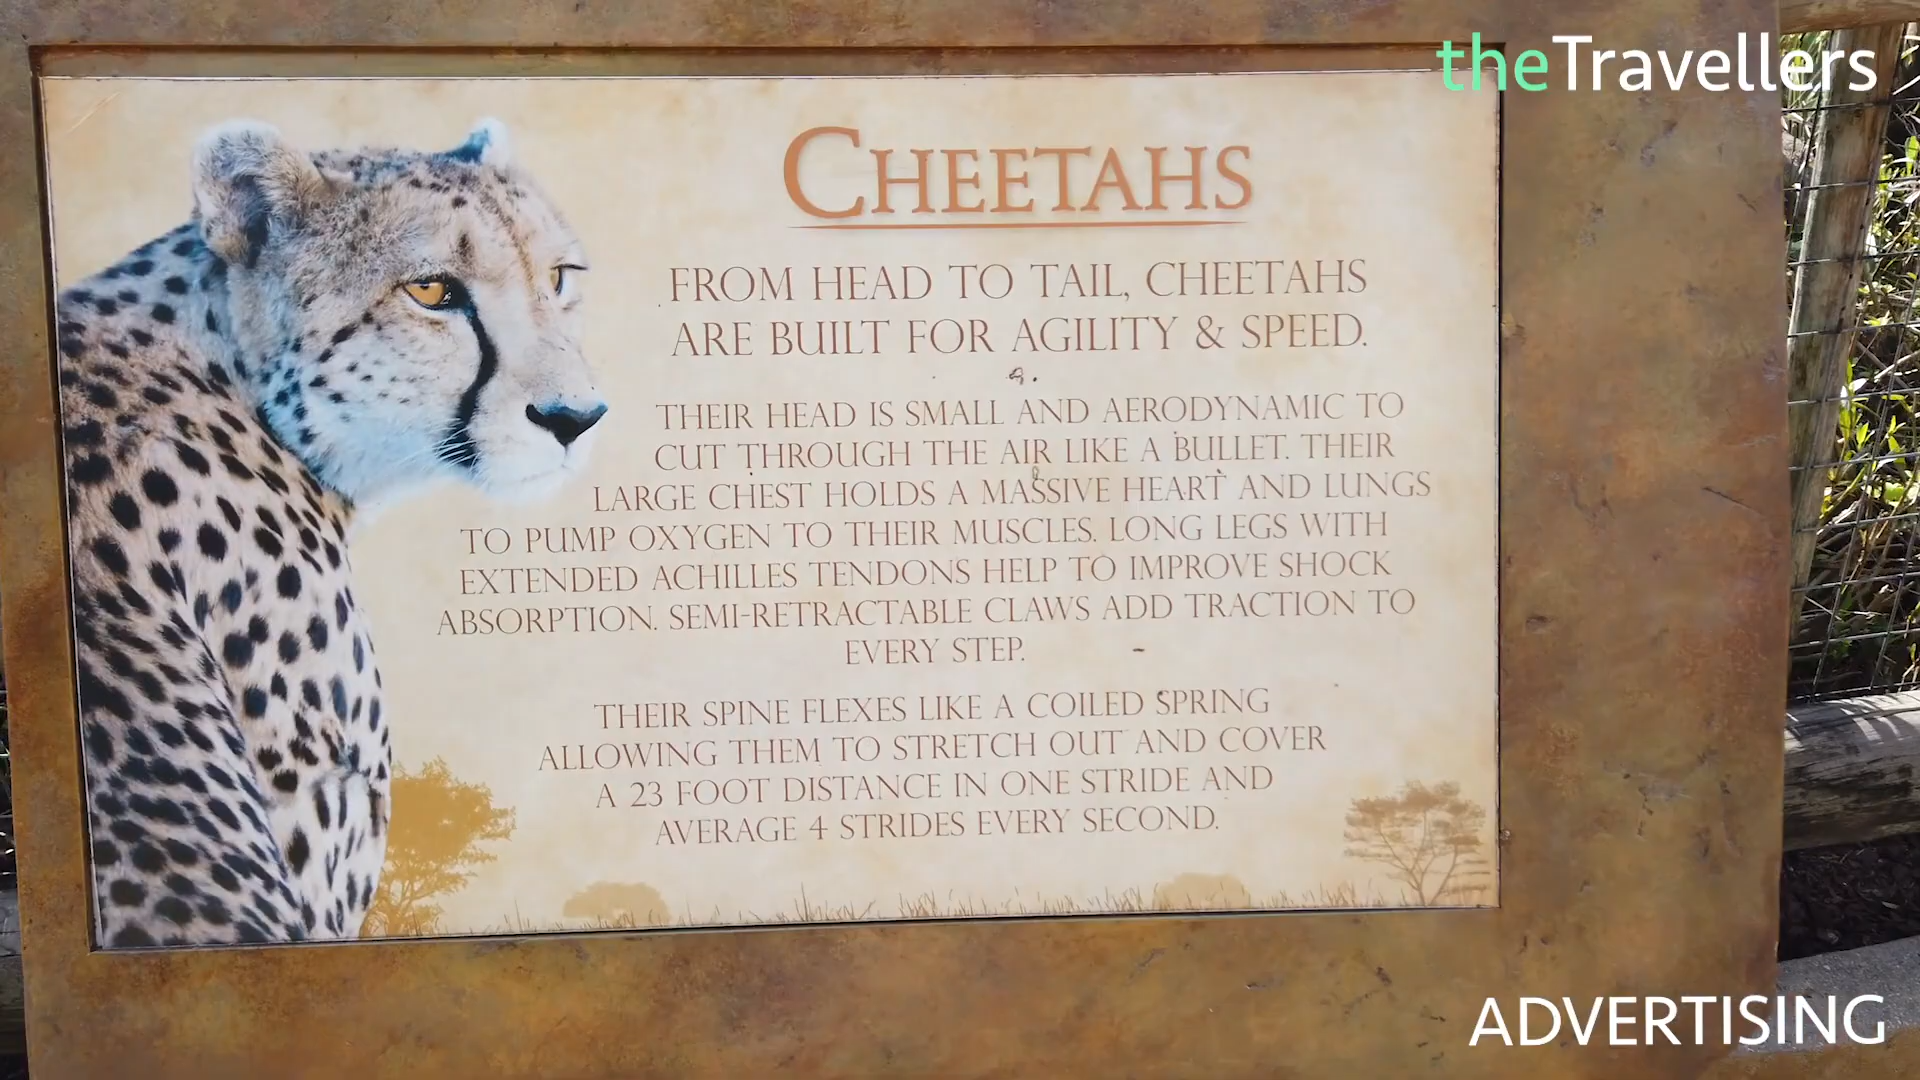 theTravellers
CHEETAHS
FROM HEAD TO TAIL, CHEETAHS
ARE BUILT FOR AGILITY & SPEED.
THEIR HEAD IS SMALL AND AERODYNAMIC TO
CUT THROUGH THE AIR LIKE A BULLET. THEIR
LARGE CHEST HOLDS A MASSIVE HEART AND LUNGS
TO PUMP OXYGEN TO THEIR MUSCLES. LONG LEGS WITH
EXTENDED ACHILLES TENDONS HELP TO IMPROVE SHOCK
ABSORPTION. SEMI-RETRACTABLE CLAWS ADD TRACTION TO
EVERY STEP.
THEIR SPINE FLEXES LIKE A COILED SPRING
ALLOWING THEM TO STRETCH OUT AND COVER
A 23 FOOT DISTANCE IN ONE STRIDE AND
AVERAGE 4 STRIDES EVERY SECOND.
ADVERTISING